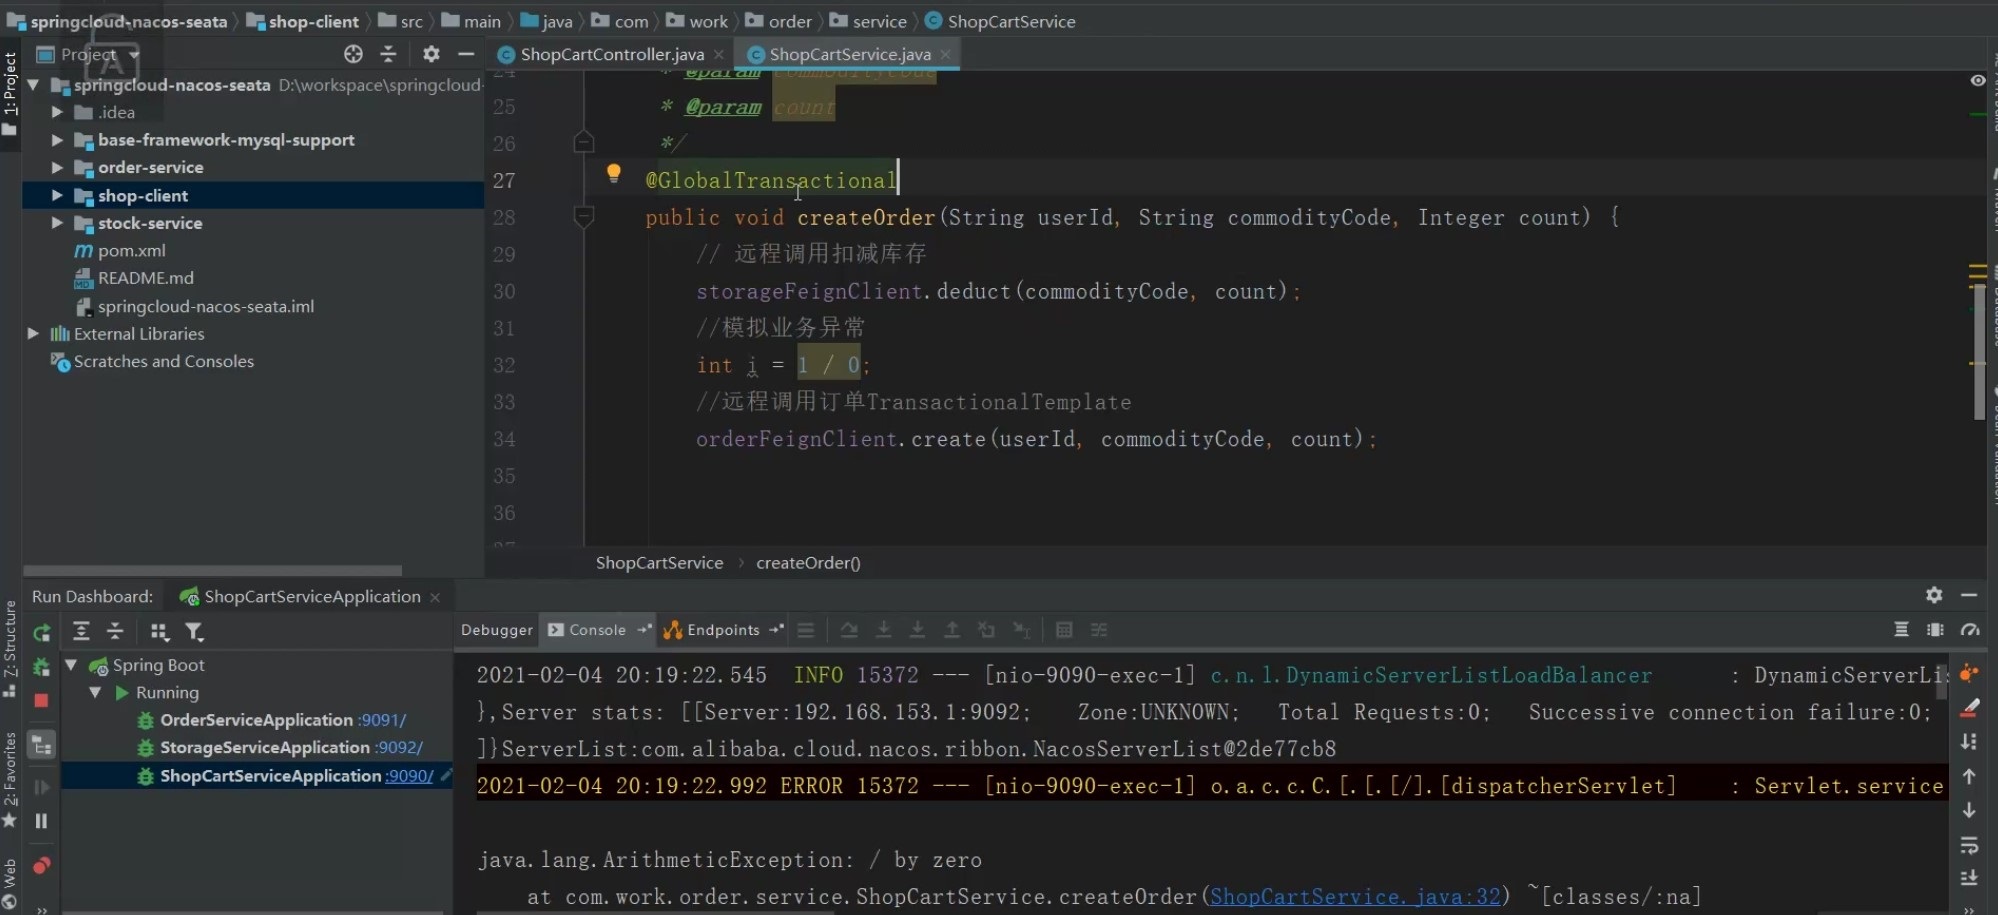 springcloud-nacos-seata shop-client src main java com work order service ShopCartService
1: Project
Project
ShopCartController.java
ShopCartService.java
springcloud-nacos-seata D:\workspace\springcloud-
.idea
base-framework-mysql-support
order-service
shop-client
stock-service
pom.xml
README.md
springcloud-nacos-seata.iml
External Libraries
Scratches and Consoles
24 * @param commodityCode
25 * @param count
26 */
27 @GlobalTransactional
28 public void createOrder(String userId, String commodityCode, Integer count) {
29 // 远程调用扣减库存
30 storageFeignClient.deduct(commodityCode, count);
31 //模拟业务异常
32 int i = 1 / 0;
33 //远程调用订单TransactionalTemplate
34 orderFeignClient.create(userId, commodityCode, count);
35
36
ShopCartService createOrder()
Run Dashboard: ShopCartServiceApplication
Debugger Console Endpoints
Z: Structure
2: Favorites
Web
Spring Boot
Running
OrderServiceApplication :9091/
StorageServiceApplication :9092/
ShopCartServiceApplication :9090/
2021-02-04 20:19:22.545 INFO 15372 --- [nio-9090-exec-1] c.n.l.DynamicServerListLoadBalancer : DynamicServerLi
},Server stats: [[Server:192.168.153.1:9092; Zone:UNKNOWN; Total Requests:0; Successive connection failure:0;
]}ServerList:com.alibaba.cloud.nacos.ribbon.NacosServerList@2de77cb8
2021-02-04 20:19:22.992 ERROR 15372 --- [nio-9090-exec-1] o.a.c.c.C.[.[.[/].[dispatcherServlet] : Servlet.service
java.lang.ArithmeticException: / by zero
at com.work.order.service.ShopCartService.createOrder(ShopCartService.java:32) ~[classes/:na]